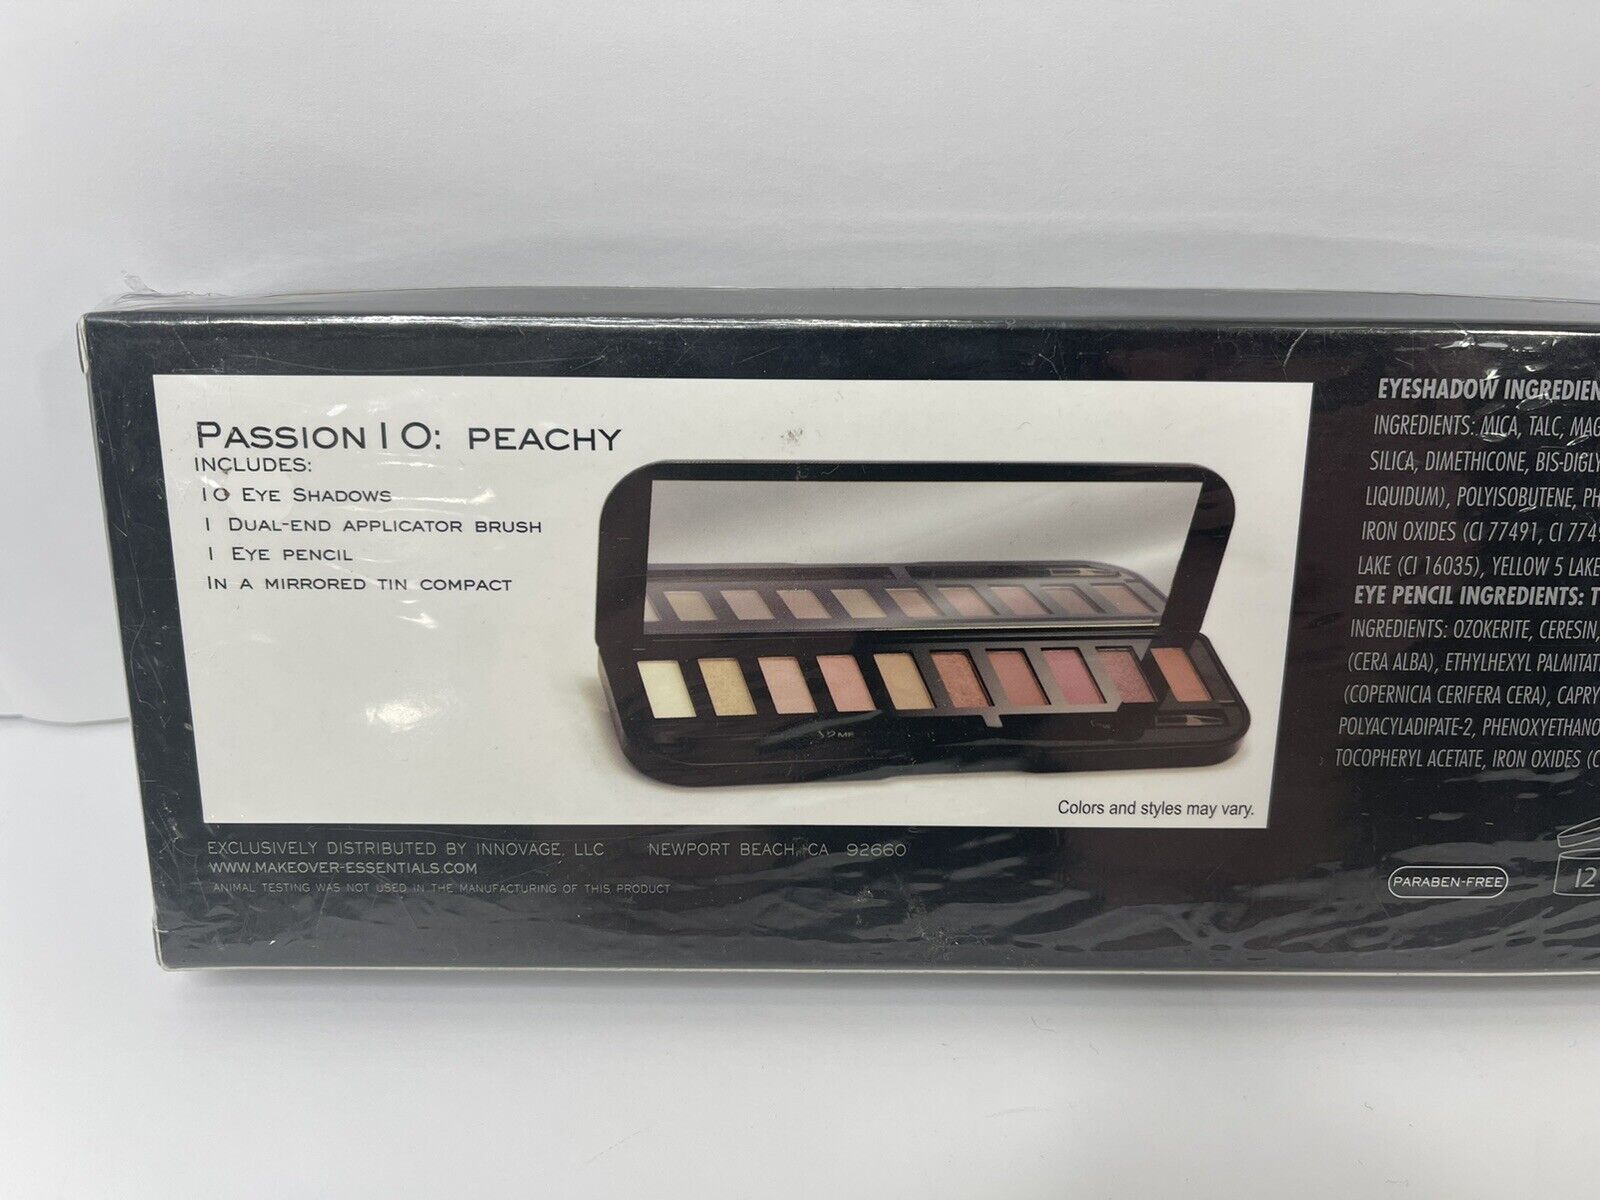 PASSION 10: PEACHY
INCLUDES:
10 EYE SHADOWS
1 DUAL-END APPLICATOR BRUSH
1 EYE PENCIL
IN A MIRRORED TIN COMPACT
Colors and styles may vary.
EXCLUSIVELY DISTRIBUTED BY INNOVAGE, LLC NEWPORT BEACH, CA 92660
WWW.MAKEOVER-ESSENTIALS.COM
ANIMAL TESTING WAS NOT USED IN THE MANUFACTURING OF THIS PRODUCT
EYESHADOW INGREDIEN
INGREDIENTS: MICA, TALC, MAG
SILICA, DIMETHICONE, BIS-DIGLY
LIQUIDUM), POLYISOBUTENE, PH
IRON OXIDES (CI 77491, CI 7749
LAKE (CI 16035), YELLOW 5 LAKE
EYE PENCIL INGREDIENTS: T
INGREDIENTS: OZOKERITE, CERESIN,
(CERA ALBA), ETHYLHEXYL PALMITAT
(COPERNICIA CERIFERA CERA), CAPRY
POLYACYLADIPATE-2, PHENOXYETHANO
TOCOPHERYL ACETATE, IRON OXIDES (C
PARABEN-FREE
12